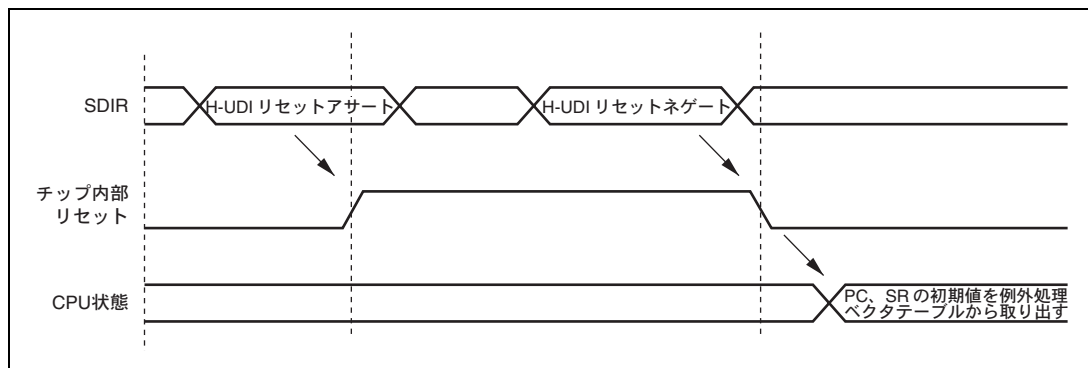 SDIR
H-UDI リセットアサート
H-UDI リセットネゲート
チップ内部
リセット
CPU状態
PC、SR の初期値を例外処理
ベクタテーブルから取り出す